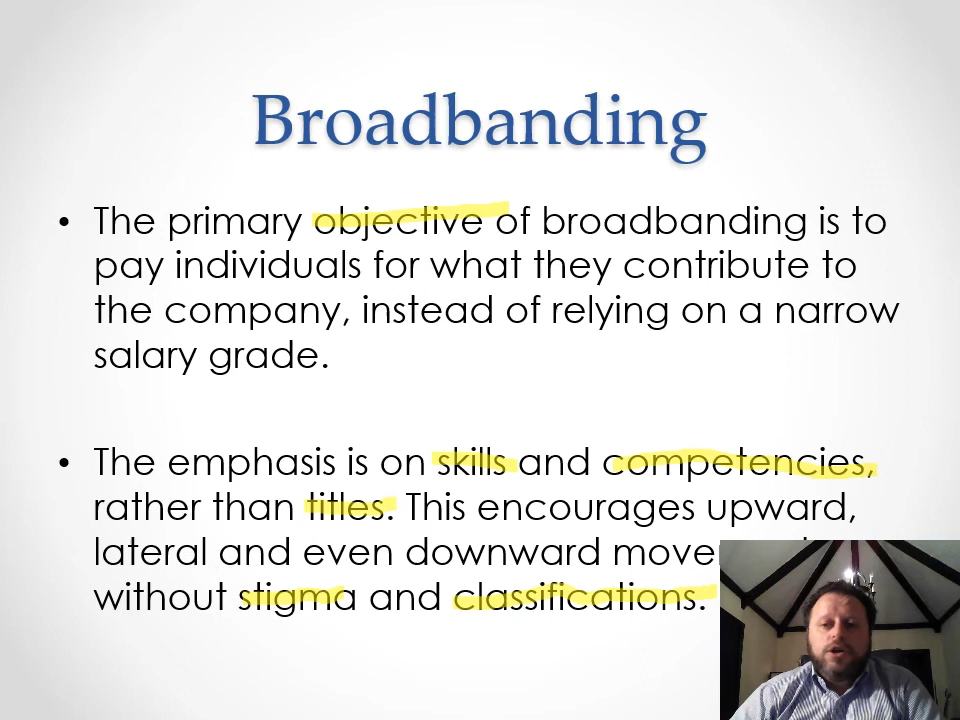 Broadbanding
• The primary objective of broadbanding is to
pay individuals for what they contribute to
the company, instead of relying on a narrow
salary grade.
• The emphasis is on skills and competencies,
rather than titles. This encourages upward,
lateral and even downward
without stigma and classifications.